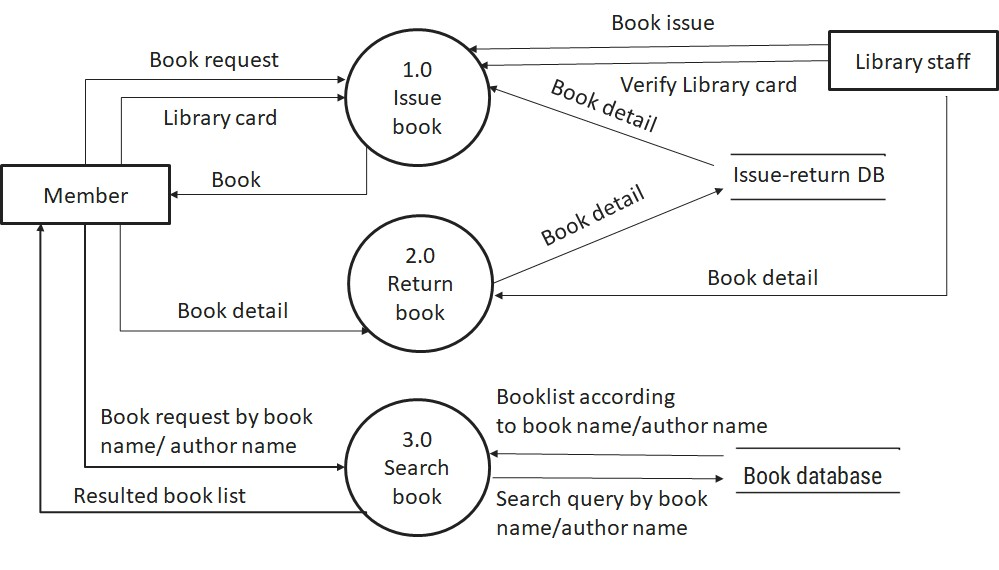 Book issue
Book request
1.0
Issue
book
Library staff
Verify Library card
Library card
Book detail
Member
Book
Issue-return DB
Book detail
2.0
Return
book
Book detail
Book detail
Booklist according
to book name/author name
Book request by book
name/ author name
3.0
Search
book
Book database
Resulted book list
Search query by book
name/author name